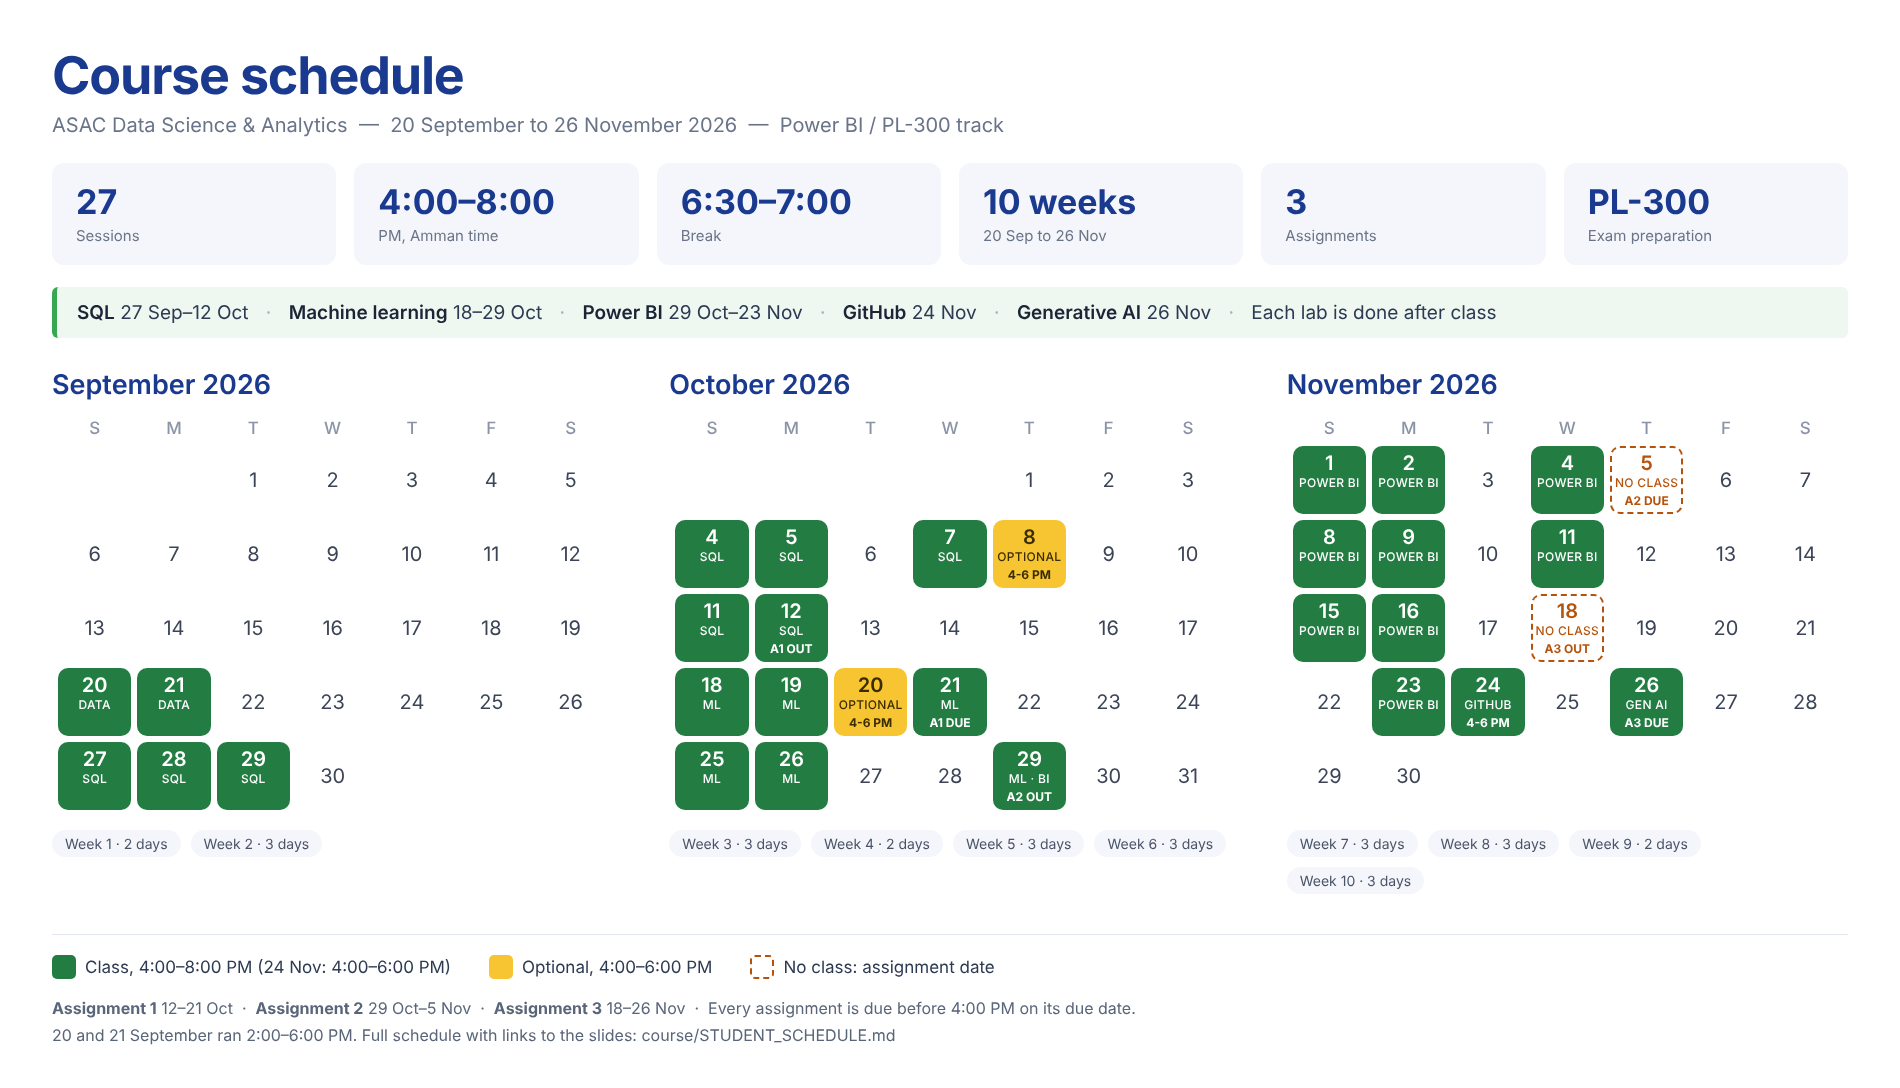 Course schedule
ASAC Data Science & Analytics — 20 September to 26 November 2026 — Power BI / PL-300 track
27
Sessions
4:00–8:00
PM, Amman time
6:30–7:00
Break
10 weeks
20 Sep to 26 Nov
3
Assignments
PL-300
Exam preparation
SQL 27 Sep–12 Oct · Machine learning 18–29 Oct · Power BI 29 Oct–23 Nov · GitHub 24 Nov · Generative AI 26 Nov · Each lab is done after class
September 2026
S M T W T F S
1 2 3 4 5
6 7 8 9 10 11 12
13 14 15 16 17 18 19
20 21 22 23 24 25 26
DATA DATA
27 28 29 30
SQL SQL SQL
Week 1 · 2 days Week 2 · 3 days
October 2026
S M T W T F S
1 2 3
4 5 6 7 8 9 10
SQL SQL SQL OPTIONAL
4-6 PM
11 12 13 14 15 16 17
SQL SQL
A1 OUT
18 19 20 21 22 23 24
ML ML OPTIONAL ML
4-6 PM A1 DUE
25 26 27 28 29 30 31
ML ML ML · BI
A2 OUT
Week 3 · 3 days Week 4 · 2 days Week 5 · 3 days Week 6 · 3 days
November 2026
S M T W T F S
1 2 3 4 5 6 7
POWER BI POWER BI POWER BI NO CLASS
A2 DUE
8 9 10 11 12 13 14
POWER BI POWER BI POWER BI
15 16 17 18 19 20 21
POWER BI POWER BI NO CLASS
A3 OUT
22 23 24 25 26 27 28
POWER BI GITHUB GEN AI
4-6 PM A3 DUE
29 30
Week 7 · 3 days Week 8 · 3 days Week 9 · 2 days
Week 10 · 3 days
Class, 4:00–8:00 PM (24 Nov: 4:00–6:00 PM) Optional, 4:00–6:00 PM No class: assignment date
Assignment 1 12–21 Oct · Assignment 2 29 Oct–5 Nov · Assignment 3 18–26 Nov · Every assignment is due before 4:00 PM on its due date.
20 and 21 September ran 2:00–6:00 PM. Full schedule with links to the slides: course/STUDENT_SCHEDULE.md